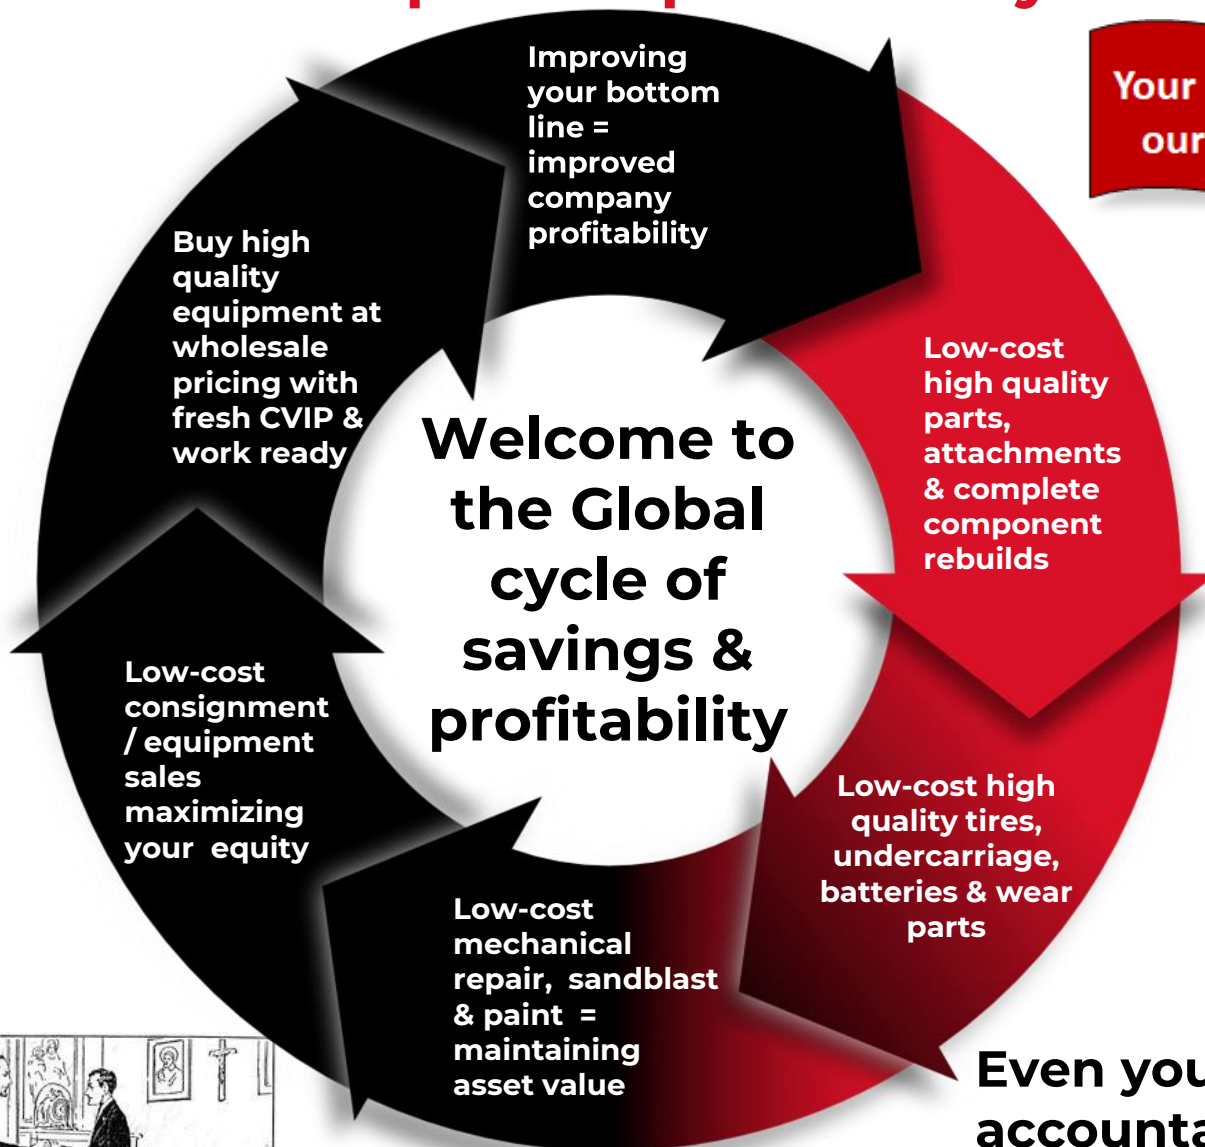 Your
our
Improving
your bottom
line =
improved
company
profitability
Low-cost
high quality
parts,
attachments
& complete
component
rebuilds
Low-cost high
quality tires,
undercarriage,
batteries & wear
parts
Low-cost
mechanical
repair, sandblast
& paint =
maintaining
asset value
Low-cost
consignment
/ equipment
sales
maximizing
your equity
Buy high
quality
equipment at
wholesale
pricing with
fresh CVIP &
work ready
Welcome to
the Global
cycle of
savings &
profitability
Even